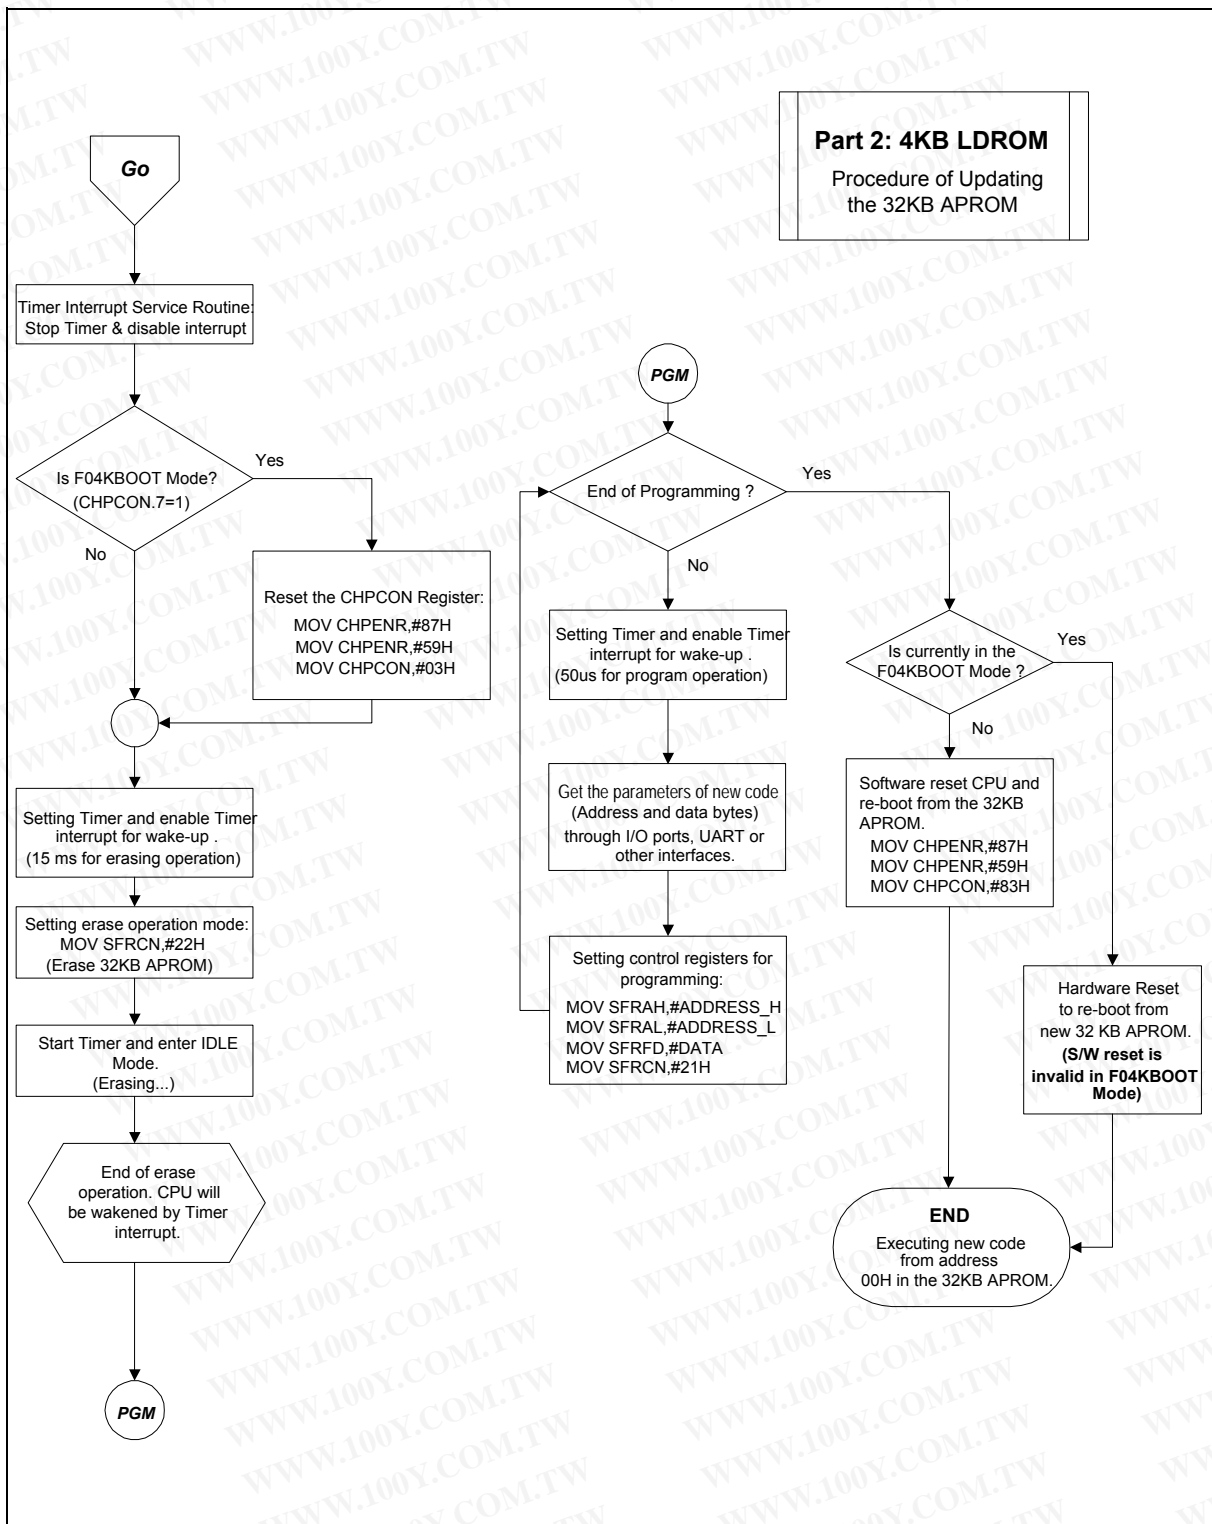 Part 2: 4KB LDROM
Procedure of Updating
the 32KB APROM
Go
Timer Interrupt Service Routine:
Stop Timer & disable interrupt
Is F04KBOOT Mode?
(CHPCON.7=1)
Yes
No
Reset the CHPCON Register:
MOV CHPENR,#87H
MOV CHPENR,#59H
MOV CHPCON,#03H
Setting Timer and enable Timer
interrupt for wake-up .
(15 ms for erasing operation)
Setting erase operation mode:
MOV SFRCN,#22H
(Erase 32KB APROM)
Start Timer and enter IDLE
Mode.
(Erasing...)
End of erase
operation. CPU will
be wakened by Timer
interrupt.
PGM
PGM
End of Programming ?
Yes
No
Setting Timer and enable Timer
interrupt for wake-up .
(50us for program operation)
Get the parameters of new code
(Address and data bytes)
through I/O ports, UART or
other interfaces.
Setting control registers for
programming:
MOV SFRAH,#ADDRESS_H
MOV SFRAL,#ADDRESS_L
MOV SFRFD,#DATA
MOV SFRCN,#21H
Is currently in the
F04KBOOT Mode ?
Yes
No
Software reset CPU and
re-boot from the 32KB
APROM.
MOV CHPENR,#87H
MOV CHPENR,#59H
MOV CHPCON,#83H
Hardware Reset
to re-boot from
new 32 KB APROM.
(S/W reset is
invalid in F04KBOOT
Mode)
END
Executing new code
from address
00H in the 32KB APROM.
WWW.100Y.COM.TW